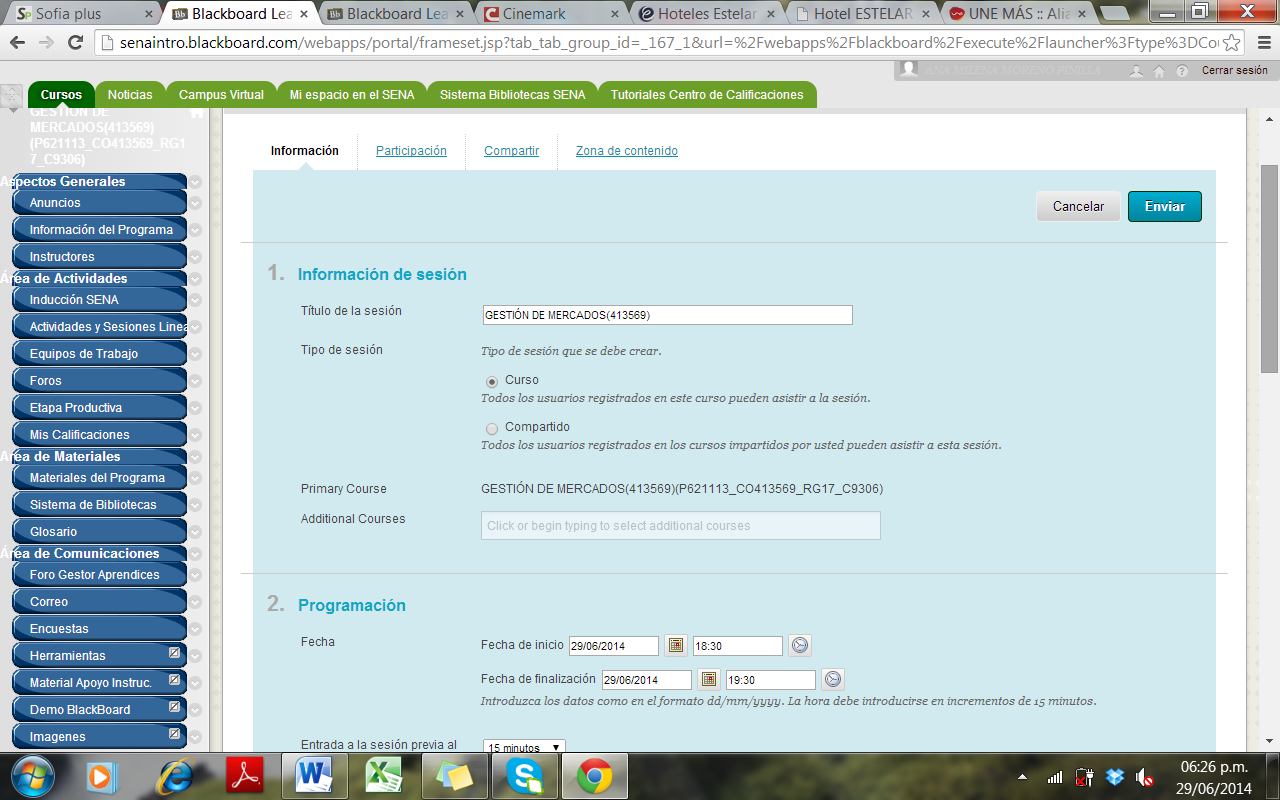 Sofia plus
Blackboard Lea
Blackboard Lea
Cinemark
Hoteles Estelar
Hotel ESTELAR
UNE MÁS :: Alia
senaintro.blackboard.com/webapps/portal/frameset.jsp?tab_tab_group_id=_167_1&url=%2Fwebapps%2Fblackboard%2Fexecute%2Flauncher%3Ftype%3DCou
ANA MILENA MORENO PINILLA
Cerrar sesión
Cursos
Noticias
Campus Virtual
Mi espacio en el SENA
Sistema Bibliotecas SENA
Tutoriales Centro de Calificaciones
GESTIÓN DE
MERCADOS(413569)
(P621113_CO413569_RG1
7_C9306)
Aspectos Generales
Anuncios
Información del Programa
Instructores
Área de Actividades
Inducción SENA
Actividades y Sesiones Linea
Equipos de Trabajo
Foros
Etapa Productiva
Mis Calificaciones
Área de Materiales
Materiales del Programa
Sistema de Bibliotecas
Glosario
Área de Comunicaciones
Foro Gestor Aprendices
Correo
Encuestas
Herramientas
Material Apoyo Instruc.
Demo BlackBoard
Imagenes
Información
Participación
Compartir
Zona de contenido
Cancelar
Enviar
1. Información de sesión
Título de la sesión
GESTIÓN DE MERCADOS(413569)
Tipo de sesión
Tipo de sesión que se debe crear.
Curso
Todos los usuarios registrados en este curso pueden asistir a la sesión.
Compartido
Todos los usuarios registrados en los cursos impartidos por usted pueden asistir a esta sesión.
Primary Course
GESTIÓN DE MERCADOS(413569)(P621113_CO413569_RG17_C9306)
Additional Courses
Click or begin typing to select additional courses
2. Programación
Fecha
Fecha de inicio 29/06/2014 18:30
Fecha de finalización 29/06/2014 19:30
Introduzca los datos como en el formato dd/mm/yyyy. La hora debe introducirse en incrementos de 15 minutos.
Entrada a la sesión previa al
15 minutos
06:26 p.m.
29/06/2014